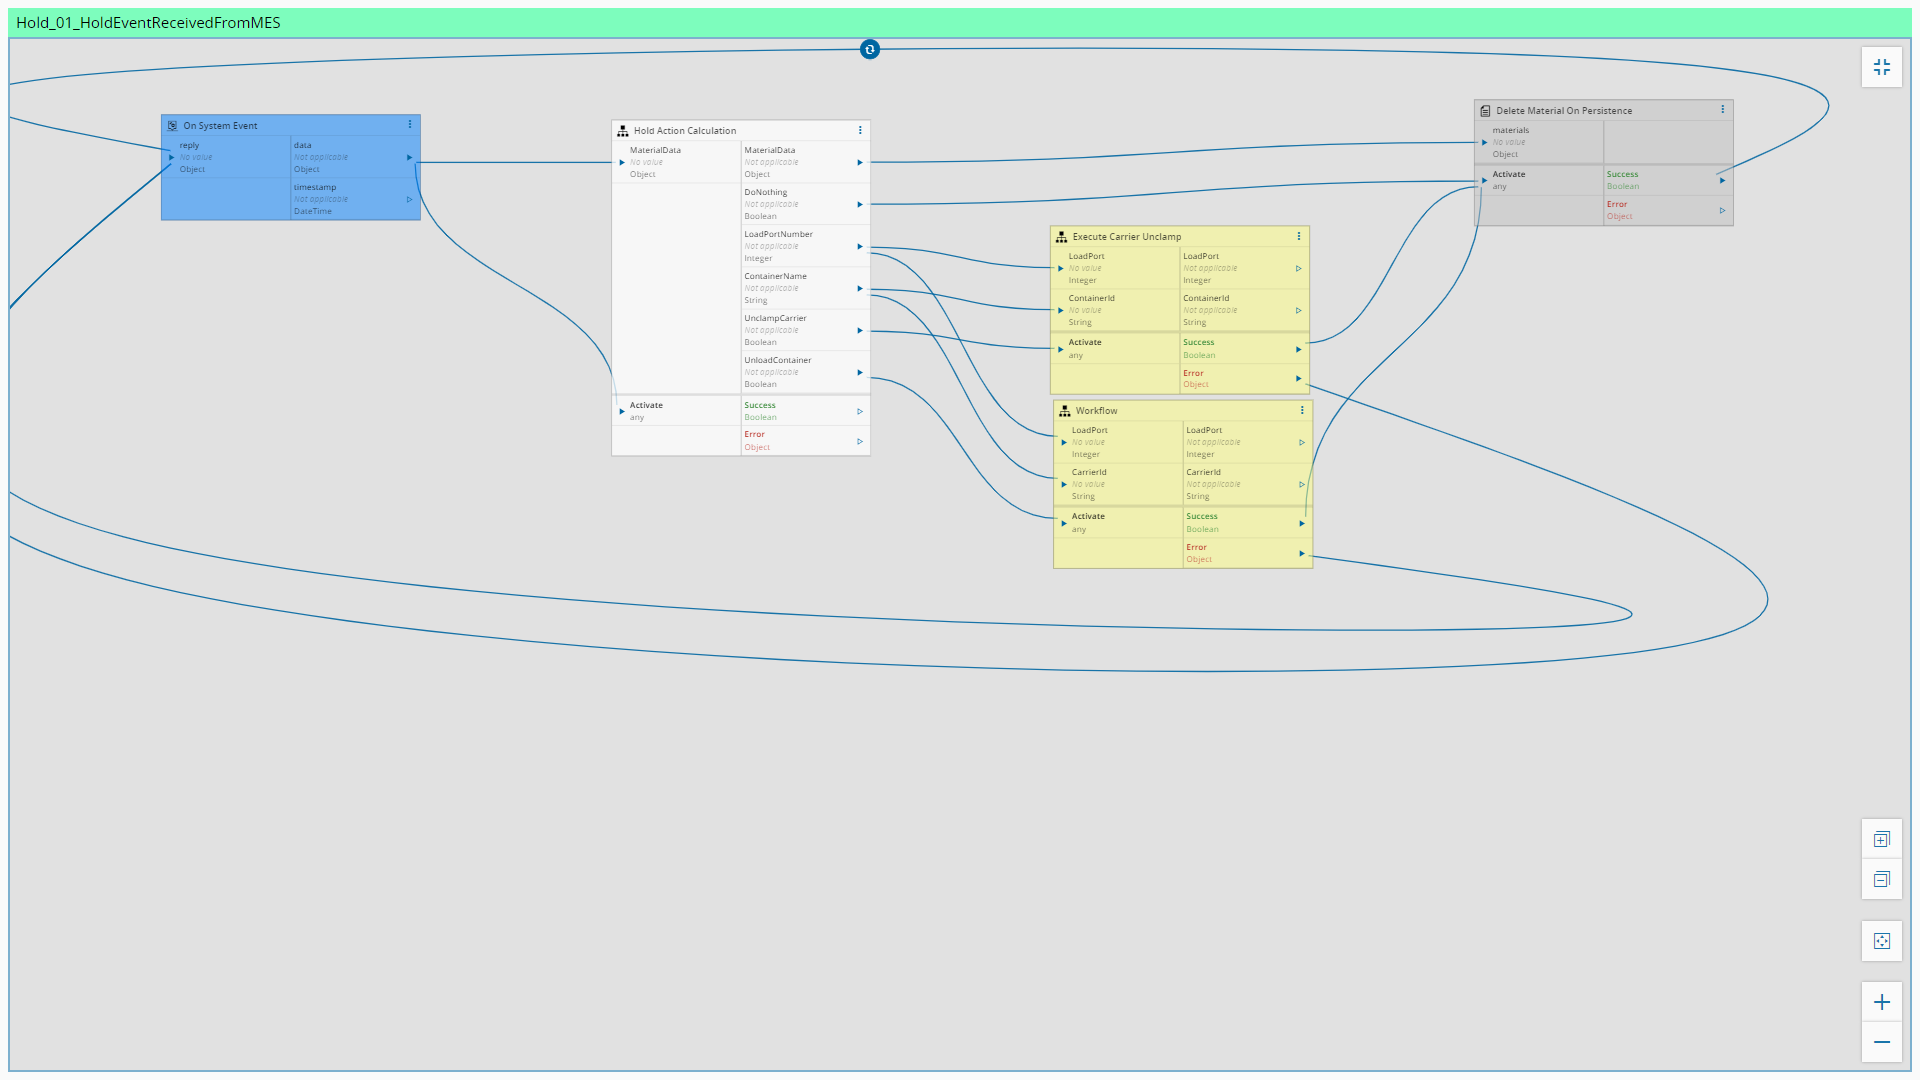 Hold_01_HoldEventReceivedFromMES
On System Event
reply
No value
Object
data
Not applicable
Object
timestamp
Not applicable
DateTime
Hold Action Calculation
MaterialData
No value
Object
MaterialData
Not applicable
Object
DoNothing
Not applicable
Boolean
LoadPortNumber
Not applicable
Integer
ContainerName
Not applicable
String
UnclampCarrier
Not applicable
Boolean
UnloadContainer
Not applicable
Boolean
Activate
any
Success
Boolean
Error
Object
Execute Carrier Unclamp
LoadPort
No value
Integer
LoadPort
Not applicable
Integer
ContainerId
No value
String
ContainerId
Not applicable
String
Activate
any
Success
Boolean
Error
Object
Workflow
LoadPort
No value
Integer
LoadPort
Not applicable
Integer
CarrierId
No value
String
CarrierId
Not applicable
String
Activate
any
Success
Boolean
Error
Object
Delete Material On Persistence
materials
No value
Object
Activate
any
Success
Boolean
Error
Object